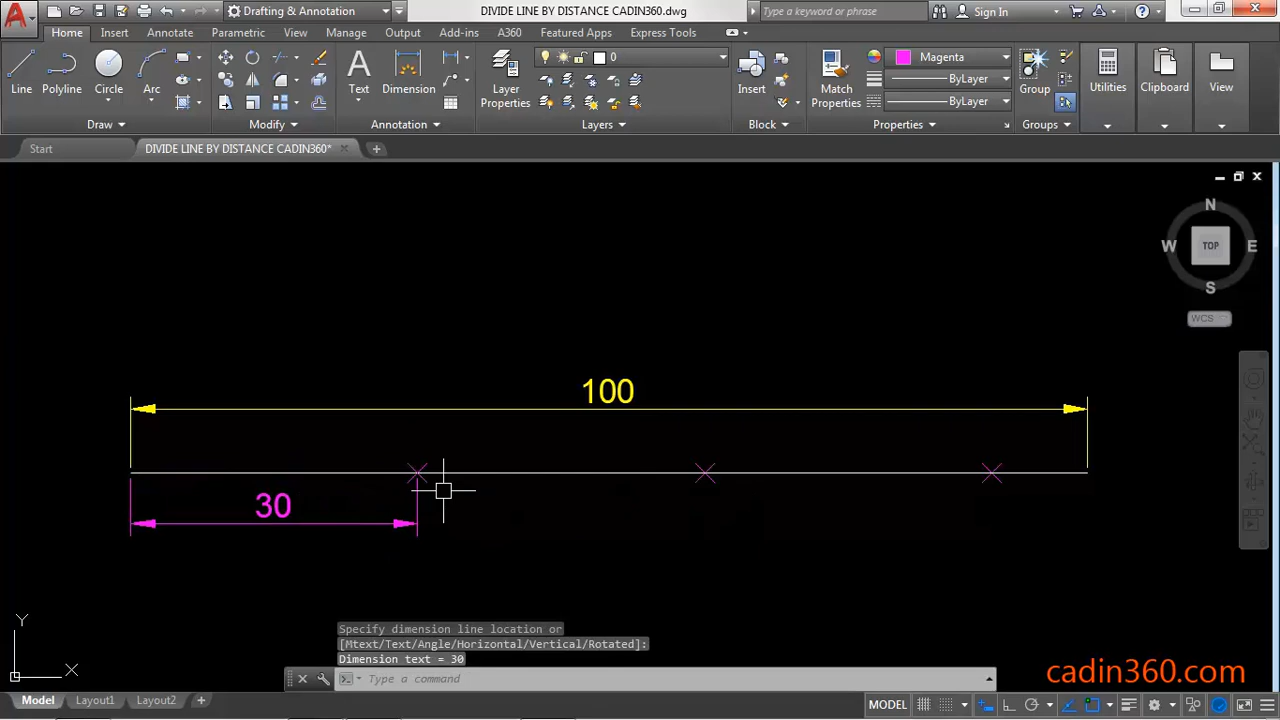 Drafting & Annotation
DIVIDE LINE BY DISTANCE CADIN360.dwg
Type a keyword or phrase
Sign In
Home
Insert
Annotate
Parametric
View
Manage
Output
Add-ins
A360
Featured Apps
Express Tools
Line
Polyline
Circle
Arc
Text
Dimension
Layer
Properties
0
Insert
Match
Properties
Magenta
ByLayer
ByLayer
Group
Utilities
Clipboard
View
Draw
Modify
Annotation
Layers
Block
Properties
Groups
Start
DIVIDE LINE BY DISTANCE CADIN360*
N
W
TOP
E
S
WCS
100
30
Y
X
Specify dimension line location or
[Mtext/Text/Angle/Horizontal/Vertical/Rotated]:
Dimension text = 30
Type a command
cadin360.com
Model
Layout1
Layout2
MODEL